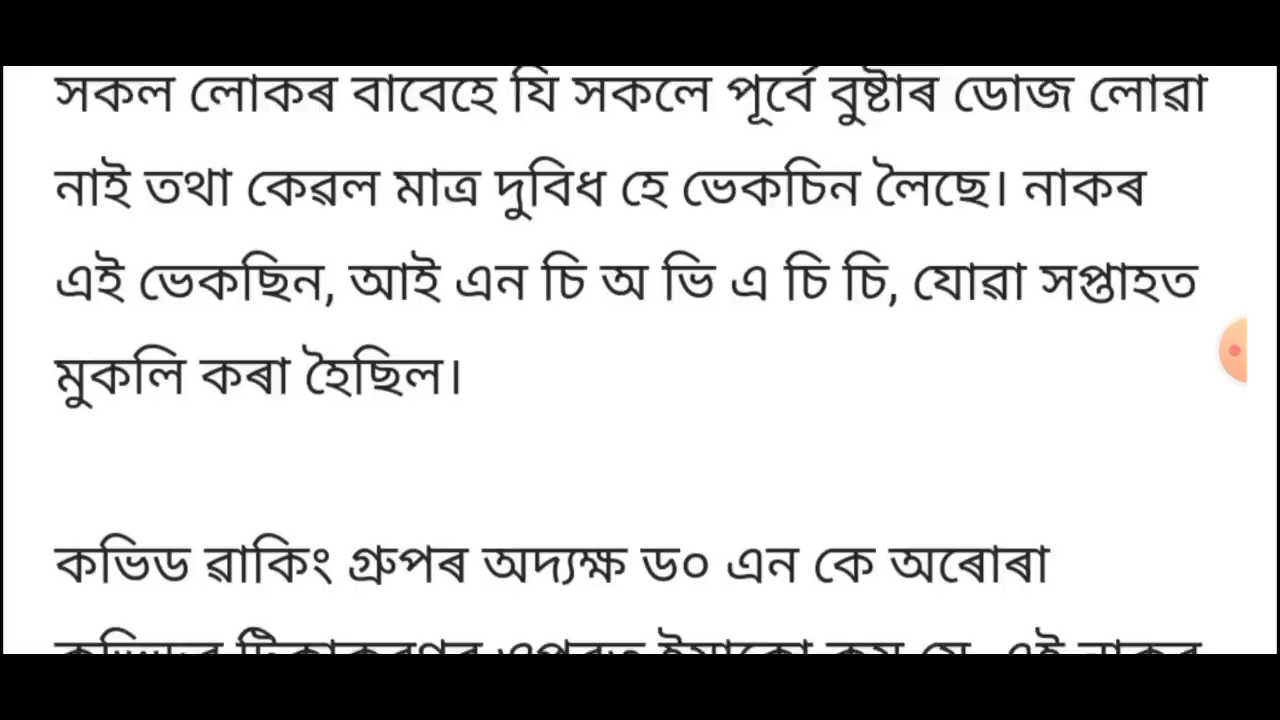 সকল লোকৰ বাবেহে যি সকলে পূৰ্বে বুষ্টাৰ ডোজ লোৱা
নাই তথা কেৱল মাত্ৰ দুবিধ হে ভেকচিন লৈছে। নাকৰ
এই ভেকছিন, আই এন চি অ ভি এ চি চি, যোৱা সপ্তাহত
মুকলি কৰা হৈছিল।
কভিড ৱাকিং গ্ৰুপৰ অদ্যক্ষ ড০ এন কে অৰোৰা